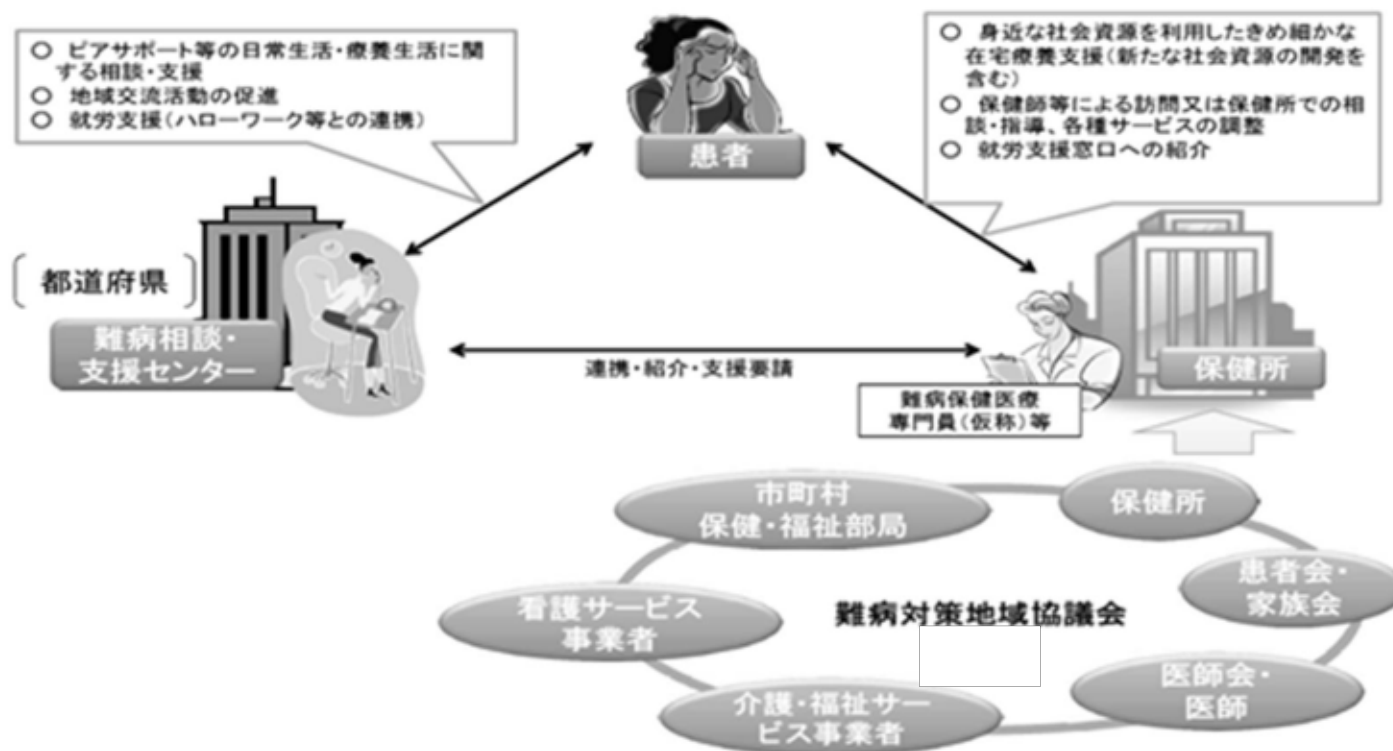 ○ ピアサポート等の日常生活・療養生活に関
する相談・支援
○ 地域交流活動の促進
○ 就労支援(ハローワーク等との連携)
○ 身近な社会資源を利用したきめ細かな
在宅療養支援(新たな社会資源の開発を
含む)
○ 保健師等による訪問又は保健所での相
談・指導、各種サービスの調整
○ 就労支援窓口への紹介
患者
都道府県
難病相談・
支援センター
連携・紹介・支援要請
保健所
難病保健医療
専門員(仮称)等
市町村
保健・福祉部局
保健所
患者会・
家族会
看護サービス
事業者
難病対策地域協議会
医師会・
医師
介護・福祉サー
ビス事業者